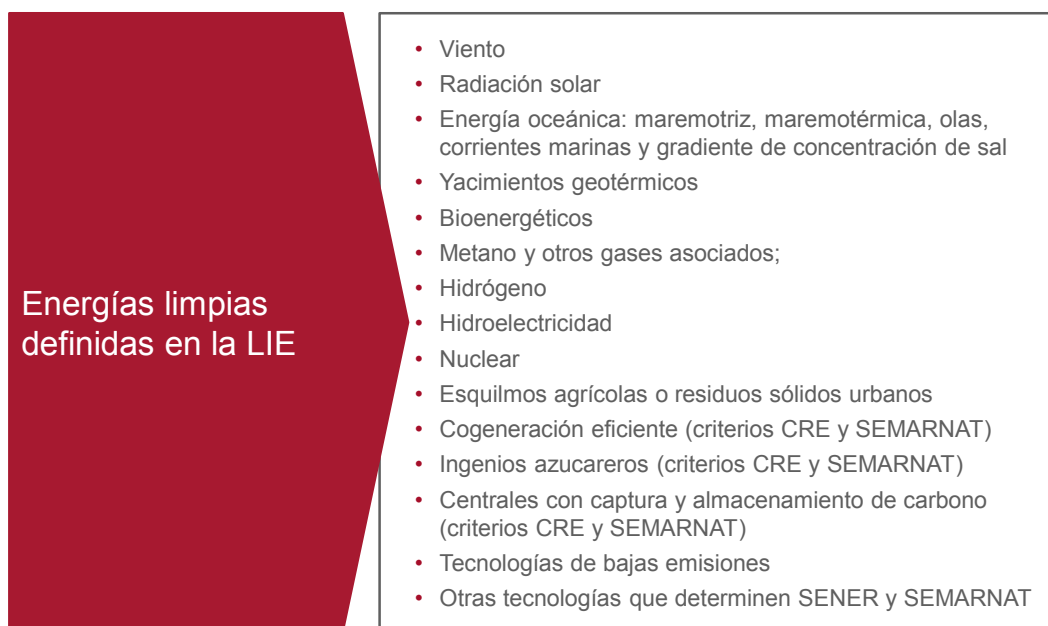 Energías limpias
definidas en la LIE
• Viento
• Radiación solar
• Energía oceánica: maremotriz, maremotérmica, olas,
corrientes marinas y gradiente de concentración de sal
• Yacimientos geotérmicos
• Bioenergéticos
• Metano y otros gases asociados;
• Hidrógeno
• Hidroelectricidad
• Nuclear
• Esquilmos agrícolas o residuos sólidos urbanos
• Cogeneración eficiente (criterios CRE y SEMARNAT)
• Ingenios azucareros (criterios CRE y SEMARNAT)
• Centrales con captura y almacenamiento de carbono
(criterios CRE y SEMARNAT)
• Tecnologías de bajas emisiones
• Otras tecnologías que determinen SENER y SEMARNAT